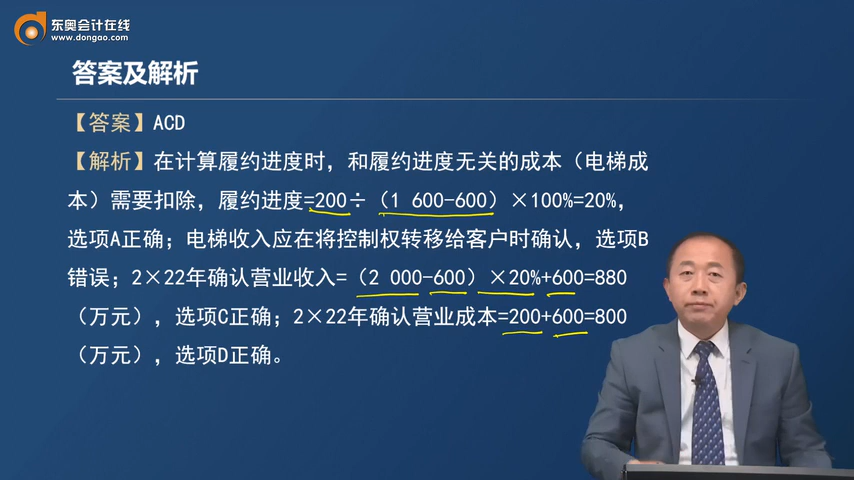 东奥会计在线
www.dongao.com
答案及解析
【答案】ACD
【解析】在计算履约进度时，和履约进度无关的成本（电梯成
本）需要扣除，履约进度=200÷（1 600-600）×100%=20%，
选项A正确；电梯收入应在将控制权转移给客户时确认，选项B
错误；2×22年确认营业收入=（2 000-600）×20%+600=880
（万元），选项C正确；2×22年确认营业成本=200+600=800
（万元），选项D正确。